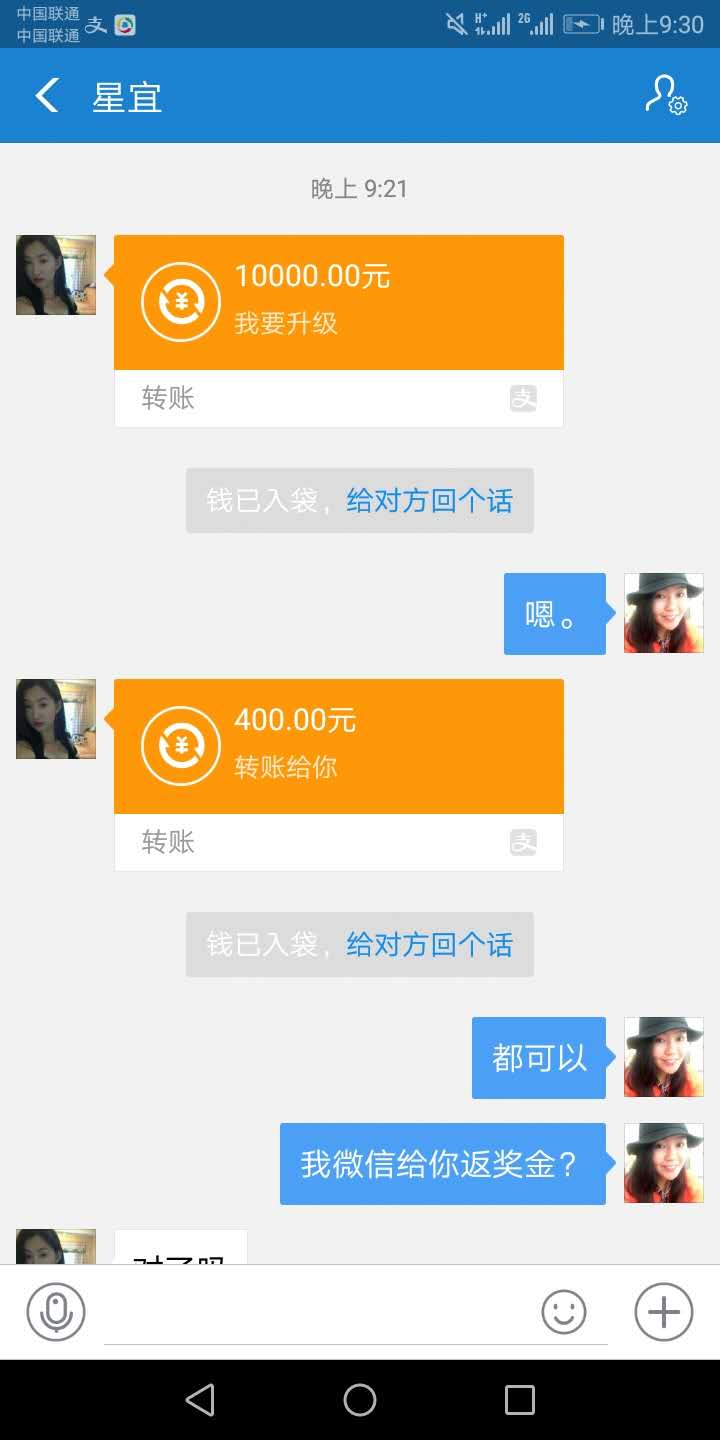 中国联通
中国联通
晚上9:30
星宜
晚上 9:21
10000.00元
我要升级
转账
钱已入袋，给对方回个话
嗯。
400.00元
转账给你
转账
钱已入袋，给对方回个话
都可以
我微信给你返奖金？